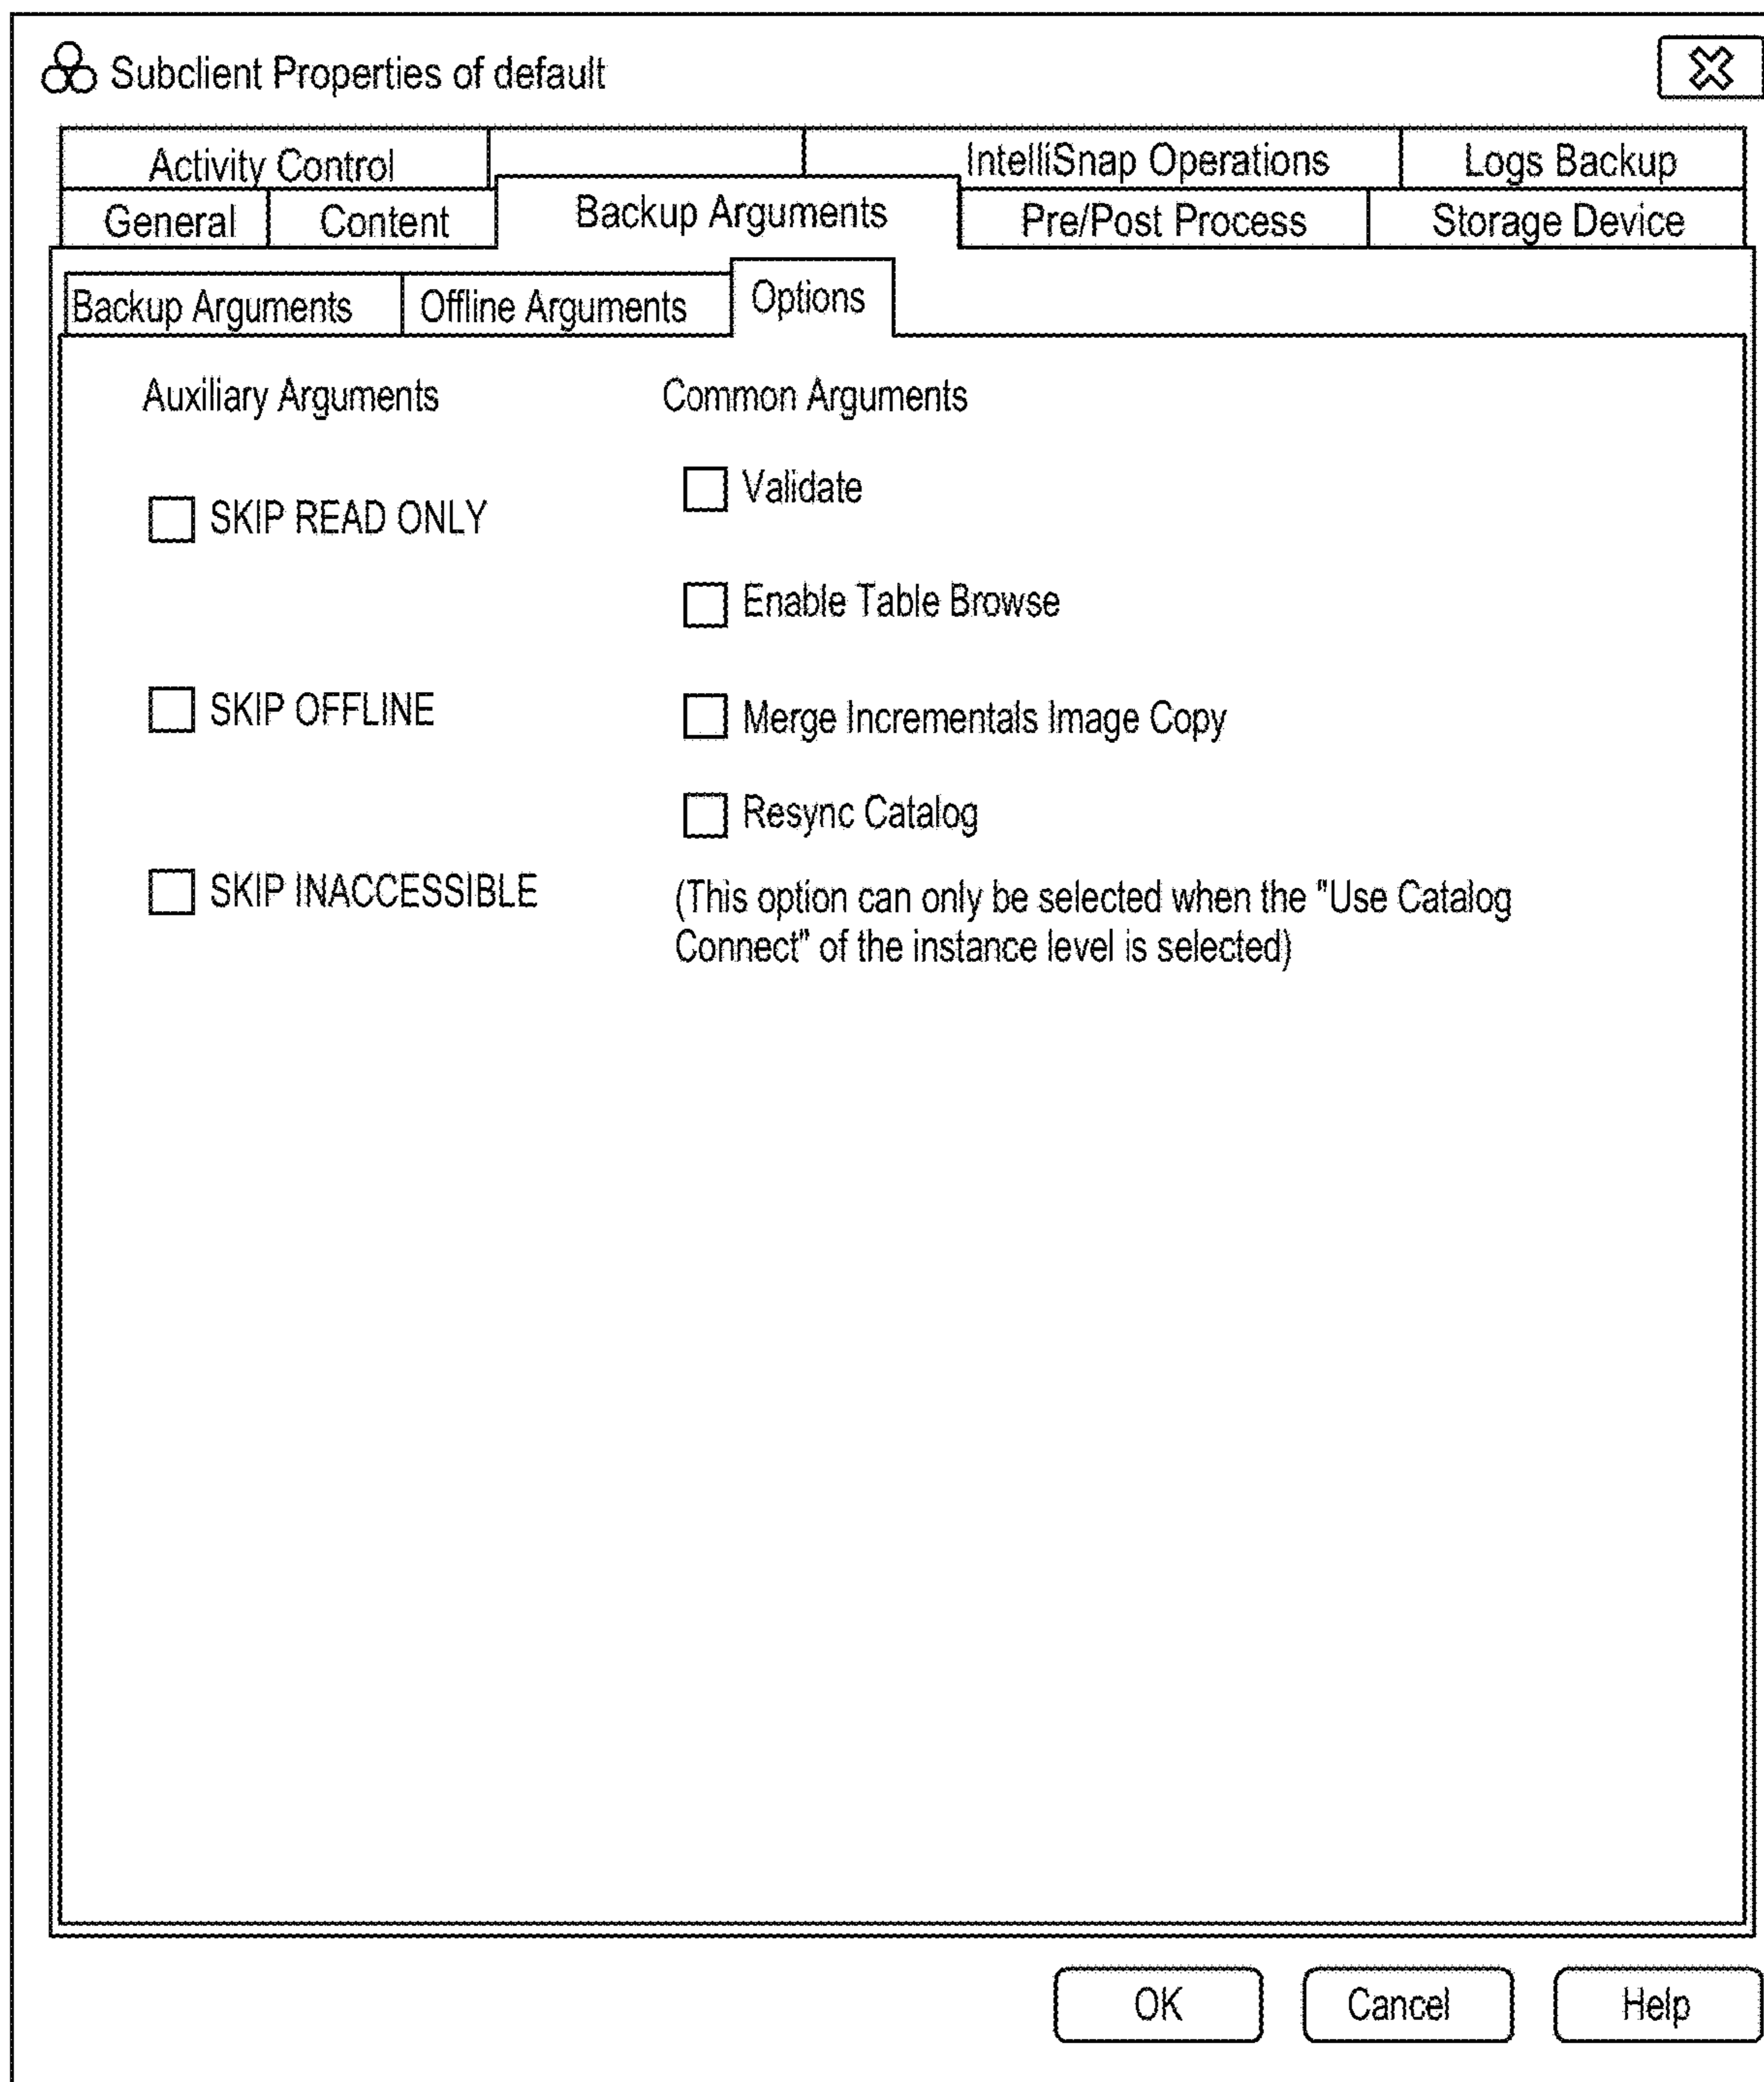 Subclient Properties of default
Activity Control IntelliSnap Operations Logs Backup
General Content Backup Arguments Pre/Post Process Storage Device
Backup Arguments Offline Arguments Options
Auxiliary Arguments Common Arguments
Validate
SKIP READ ONLY
Enable Table Browse
SKIP OFFLINE Merge Incrementals Image Copy
Resync Catalog
SKIP INACCESSIBLE (This option can only be selected when the "Use Catalog
Connect" of the instance level is selected)
OK Cancel Help